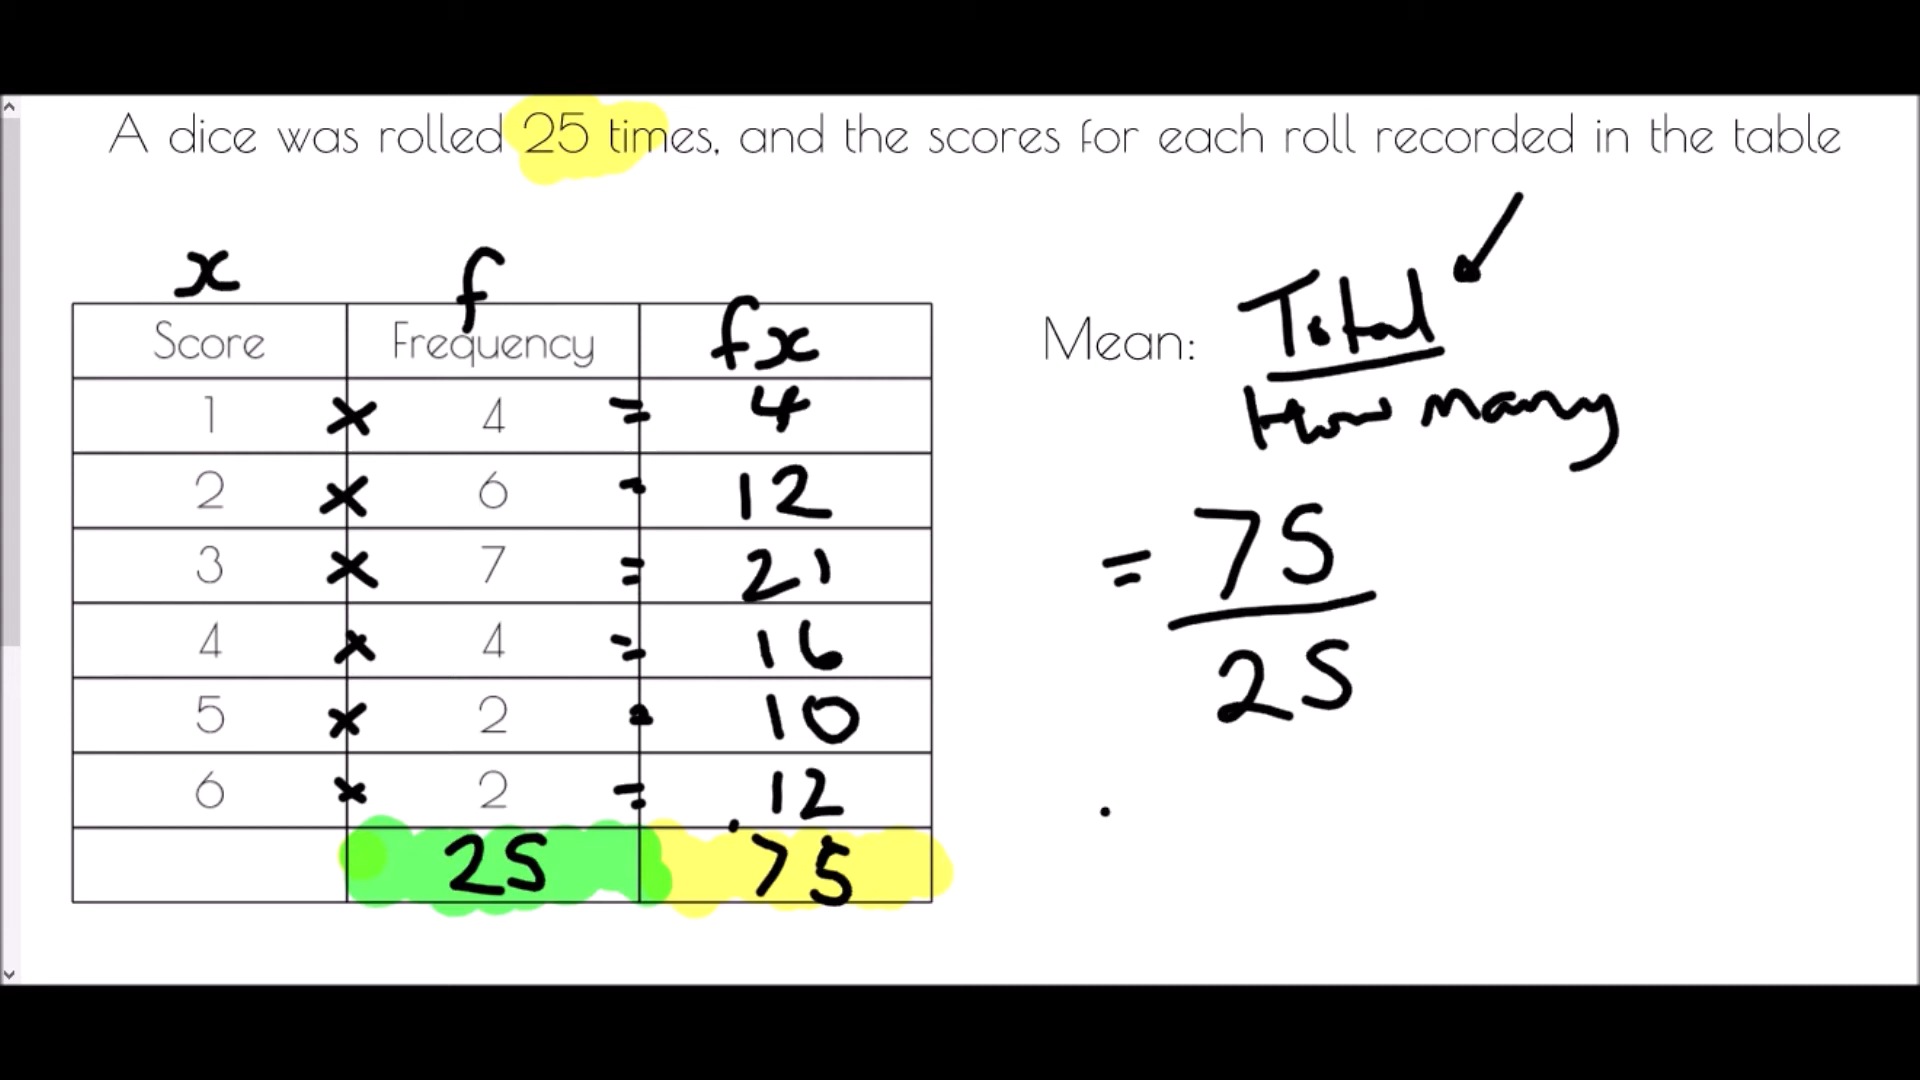 A dice was rolled 25 times, and the scores for each roll recorded in the table
x f
Score Frequency fx
1 × 4 = 4
2 × 6 = 12
3 × 7 = 21
4 × 4 = 16
5 × 2 = 10
6 × 2 = 12
25 75
Mean: Total
How many
= 75
25